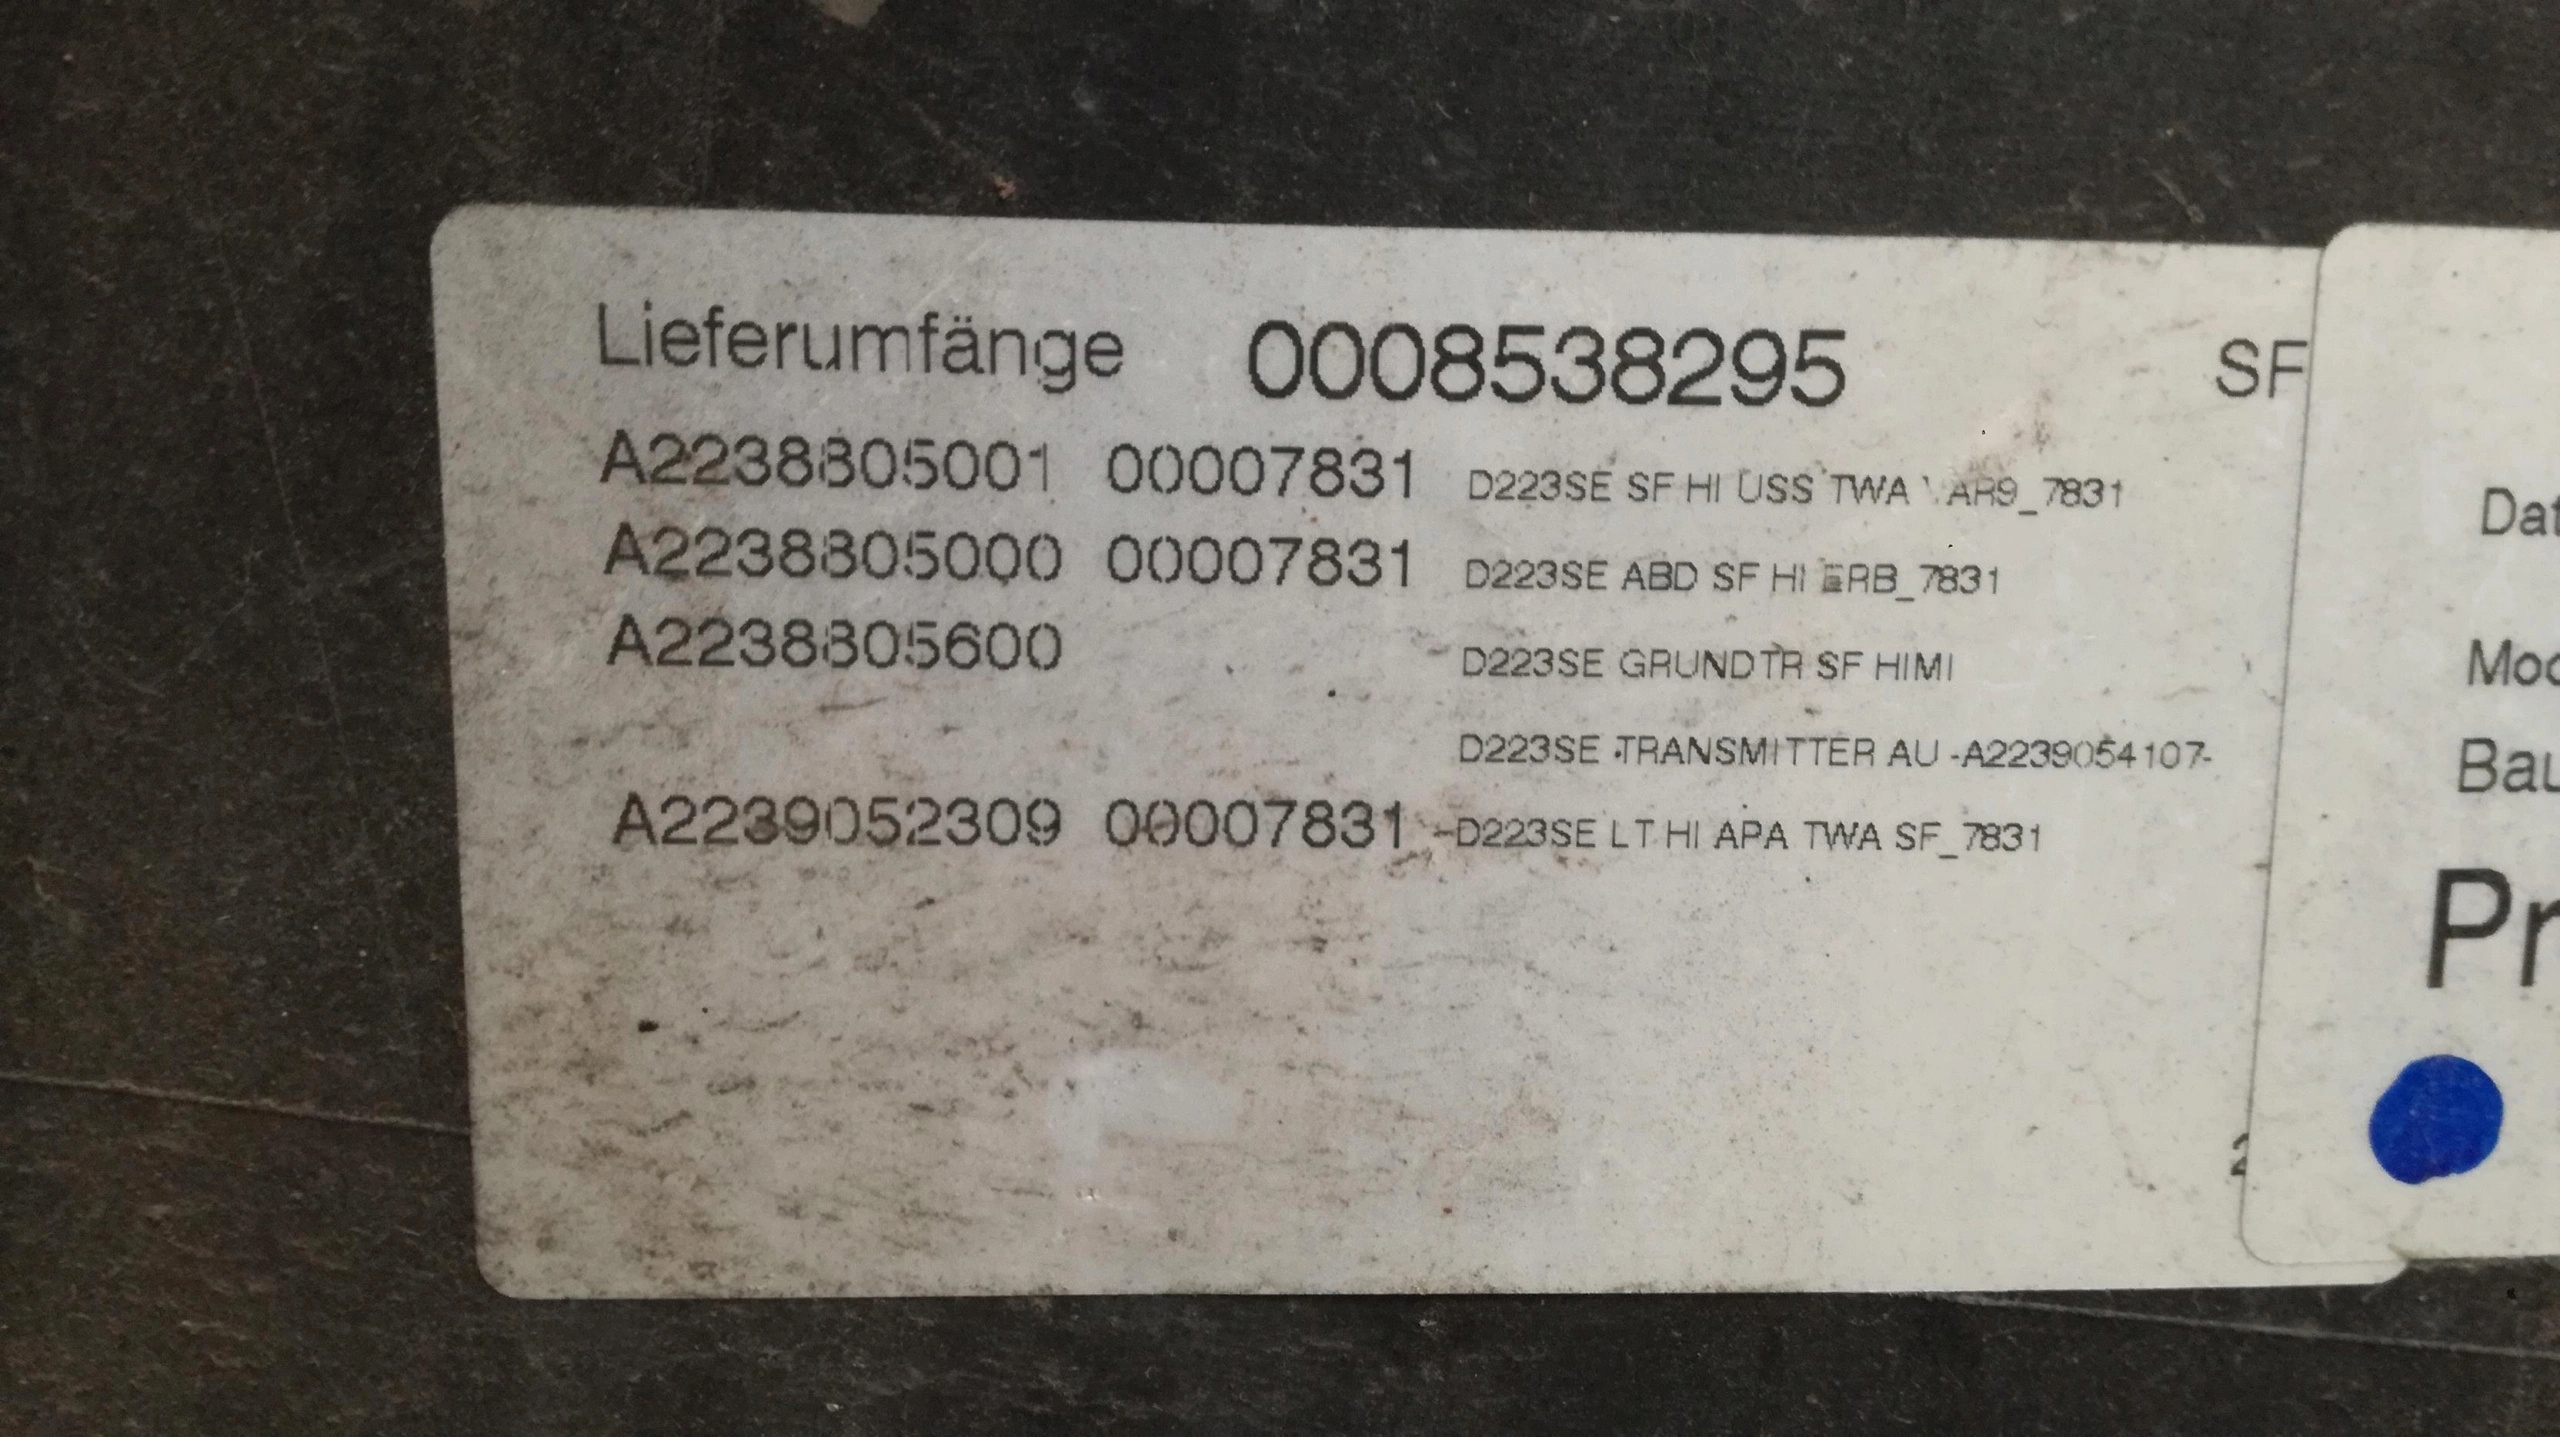 Lieferumfänge 0008538295 SF
A2238805001 00007831 D223SE SF HI USS TWA VAR9_7831
A2238805000 00007831 D223SE ABD SF HI ERB_7831
A2238805600 D223SE GRUNDTR SF HIMI
D223SE TRANSMITTER AU -A2239054107-
A2239052309 00007831 D223SE LT HI APA TWA SF_7831
2
Dat
Mod
Bau
Pr